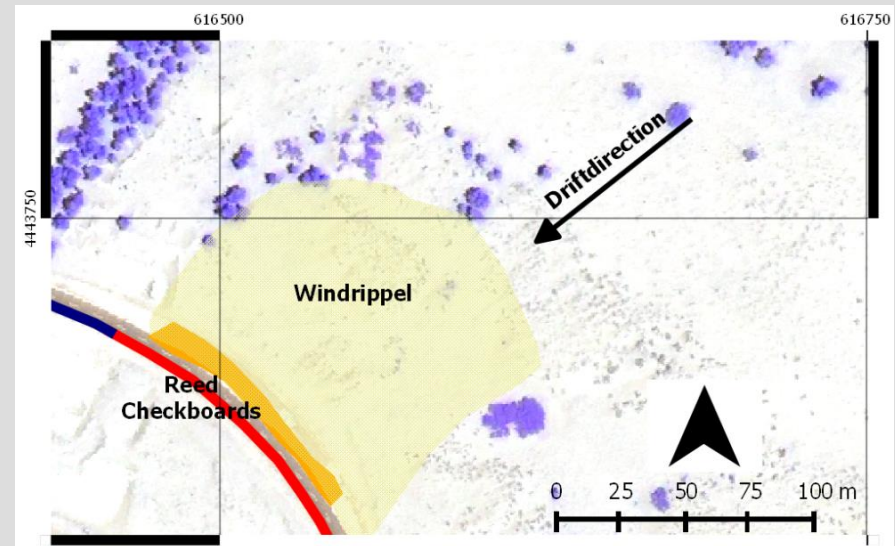 616500
616750
4443750
Driftdirection
Windrippel
Reed
Checkboards
0 25 50 75 100 m